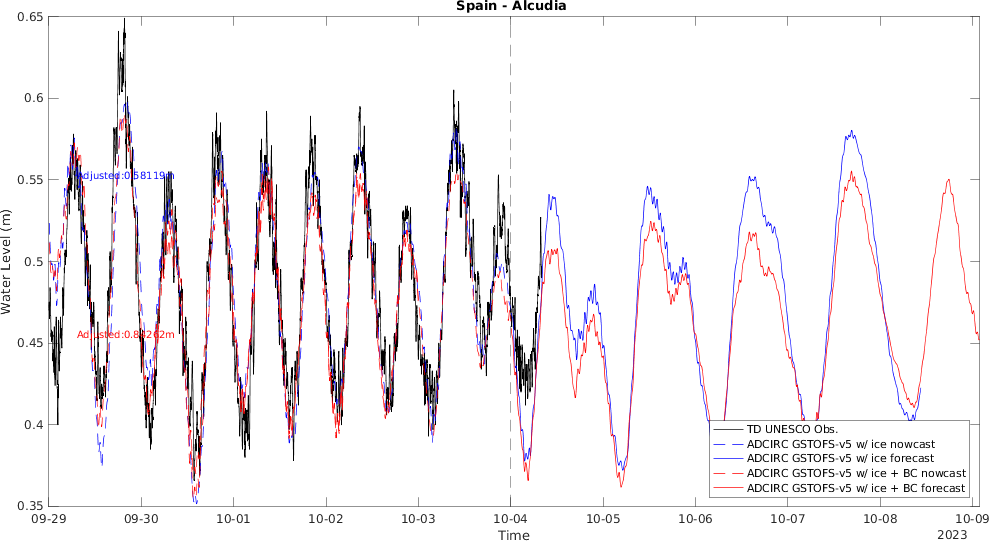 Spain - Alcudia
Water Level (m)
0.65
0.6
0.55
0.5
0.45
0.4
0.35
Adjusted:0.58119m
TD UNESCO Obs.
ADCIRC GSTOFS-v5 w/ ice nowcast
ADCIRC GSTOFS-v5 w/ ice forecast
ADCIRC GSTOFS-v5 w/ ice + BC nowcast
ADCIRC GSTOFS-v5 w/ ice + BC forecast
09-29 09-30 10-01 10-02 10-03 10-04 10-05 10-06 10-07 10-08 10-09
Time
2023